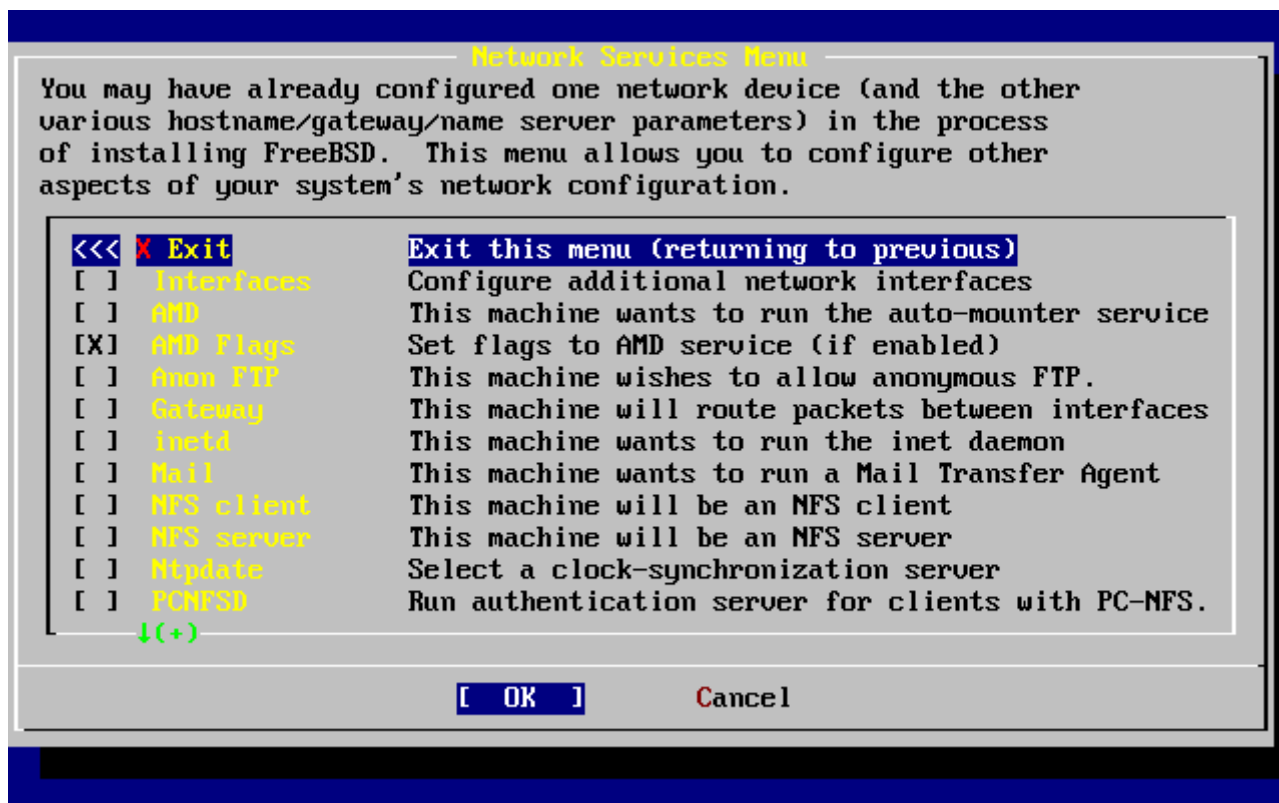 Network Services Menu
You may have already configured one network device (and the other
various hostname/gateway/name server parameters) in the process
of installing FreeBSD.  This menu allows you to configure other
aspects of your system's network configuration.
<<< X Exit Exit this menu (returning to previous)
[ ] Interfaces Configure additional network interfaces
[ ] AMD This machine wants to run the auto-mounter service
[X] AMD Flags Set flags to AMD service (if enabled)
[ ] Anon FTP This machine wishes to allow anonymous FTP.
[ ] Gateway This machine will route packets between interfaces
[ ] inetd This machine wants to run the inet daemon
[ ] Mail This machine wants to run a Mail Transfer Agent
[ ] NFS client This machine will be an NFS client
[ ] NFS server This machine will be an NFS server
[ ] Ntpdate Select a clock-synchronization server
[ ] PCNFSD Run authentication server for clients with PC-NFS.
↓(+)
[ OK ] Cancel